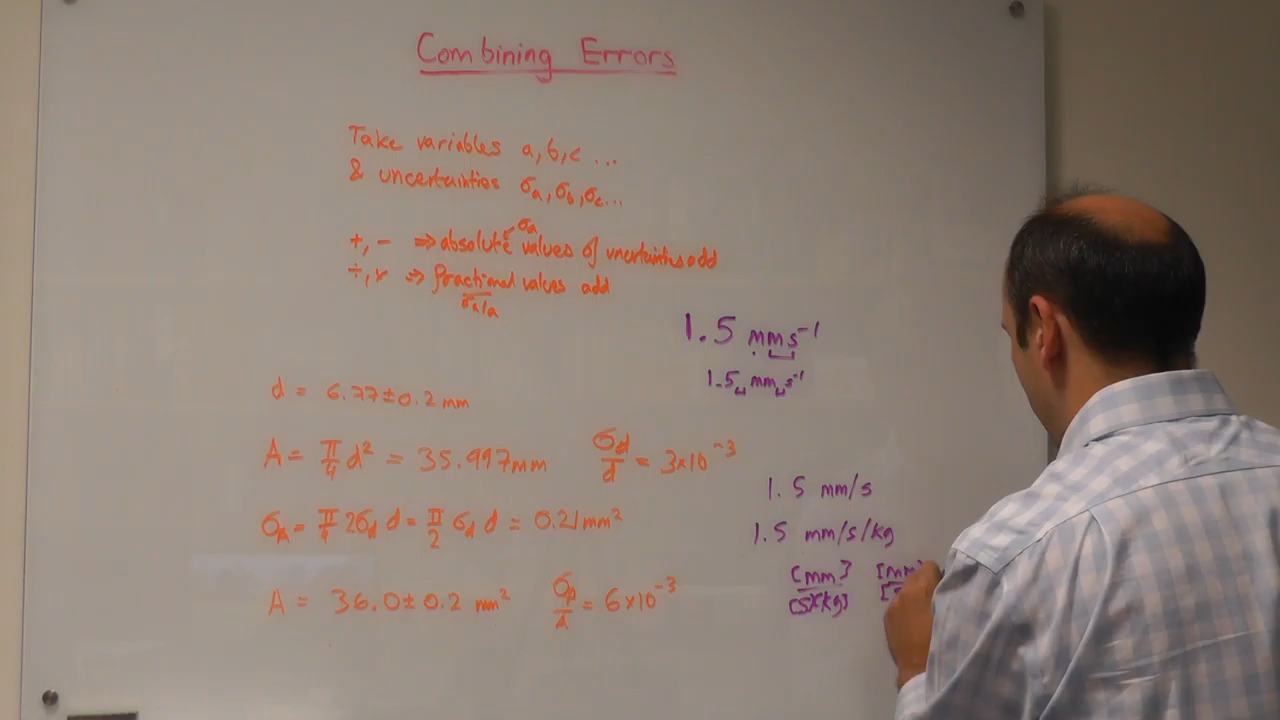 Combining Errors
Take variables a, b, c ...
& uncertainties σa, σb, σc...
σa
+, - ⇒ absolute values of uncertainties add
÷, × ⇒ fractional values add
σa/a
1.5 mms⁻¹
1.5 mm s⁻¹
d = 6.77±0.2 mm
A = π/4 d² = 35.997mm σd/d = 3×10⁻³
1.5 mm/s
σA = π/4 2σd d = π/2 σd d = 0.21mm²
1.5 mm/s/kg
[mm] [mm]
[s][kg]
A = 36.0±0.2 mm² σA/A = 6×10⁻³